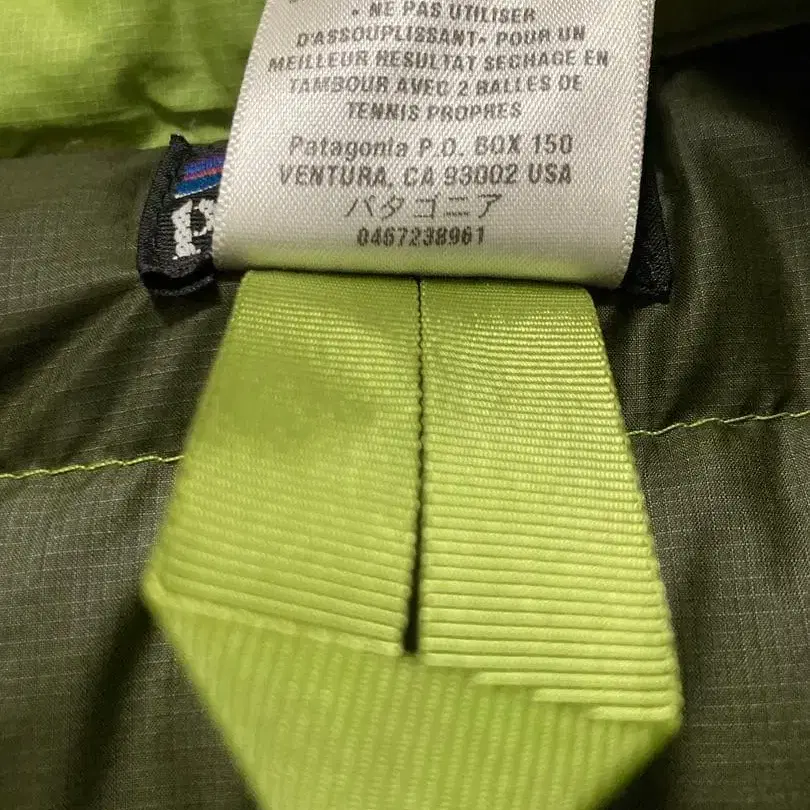 • NE PAS UTILISER
D'ASSOUPLISSANT- POUR UN
MEILLEUR RESULTAT SECHAGE EN
TAMBOUR AVEC 2 BALLES DE
TENNIS PROPRES
Patagonia P.O. BOX 150
VENTURA, CA 93002 USA
パタゴニア
0467238961